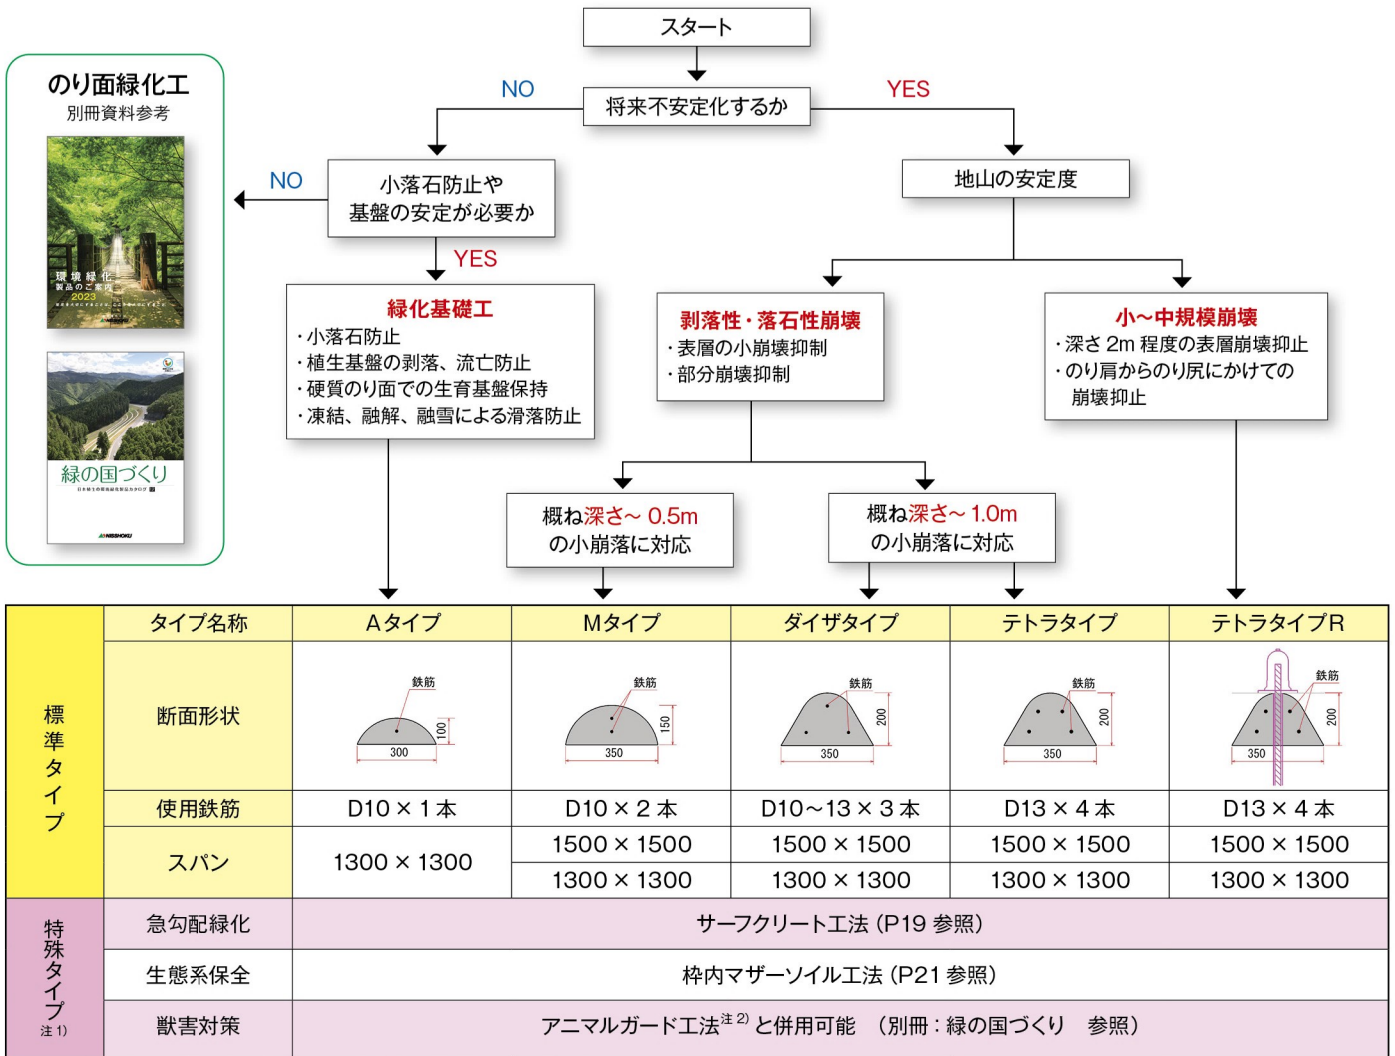 スタート
将来不安定化するか
NO
YES
のり面緑化工
別冊資料参考
環境緑化
製品のご案内
2023
NISSHOKU
緑の国づくり
NISSHOKU
小落石防止や
基盤の安定が必要か
NO
YES
地山の安定度
緑化基礎工
・小落石防止
・植生基盤の剥落、流亡防止
・硬質のり面での生育基盤保持
・凍結、融解、融雪による滑落防止
剥落性・落石性崩壊
・表層の小崩壊抑制
・部分崩壊抑制
小～中規模崩壊
・深さ 2m 程度の表層崩壊抑止
・のり肩からのり尻にかけての
崩壊抑止
概ね深さ～ 0.5m
の小崩落に対応
概ね深さ～ 1.0m
の小崩落に対応
標準タイプ
タイプ名称 Aタイプ Mタイプ ダイザタイプ テトラタイプ テトラタイプR
断面形状
鉄筋 100 300
鉄筋 150 350
鉄筋 200 350
鉄筋 200 350
鉄筋 200 350
使用鉄筋 D10 × 1 本 D10 × 2 本 D10～13 × 3 本 D13 × 4 本 D13 × 4 本
スパン 1300 × 1300
1500 × 1500 1500 × 1500 1500 × 1500 1500 × 1500
1300 × 1300 1300 × 1300 1300 × 1300 1300 × 1300
特殊タイプ
注 1)
急勾配緑化 サーフクリート工法 (P19 参照)
生態系保全 枠内マザーソイル工法 (P21 参照)
獣害対策 アニマルガード工法注 2) と併用可能 (別冊：緑の国づくり 参照)